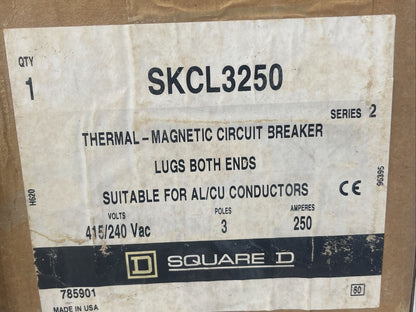 QTY
1
SKCL3250
SERIES 2
THERMAL-MAGNETIC CIRCUIT BREAKER
LUGS BOTH ENDS
SUITABLE FOR AL/CU CONDUCTORS
CE
H620
96395
VOLTS POLES AMPERES
415/240 Vac 3 250
D SQUARE D
785901
MADE IN USA
60